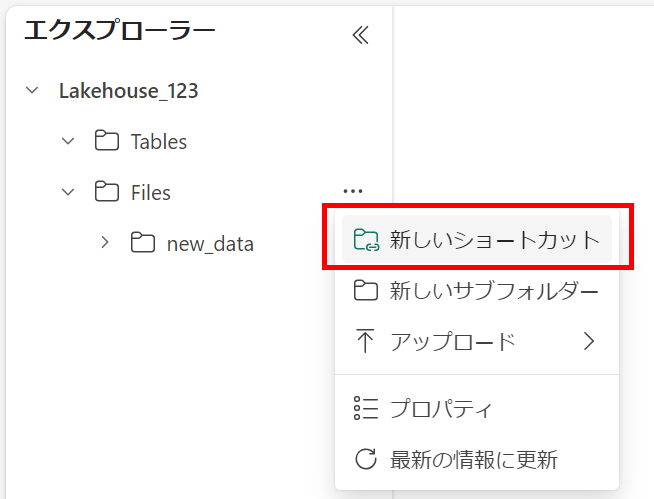 エクスプローラー
Lakehouse_123
Tables
Files
new_data
新しいショートカット
新しいサブフォルダー
アップロード
プロパティ
最新の情報に更新